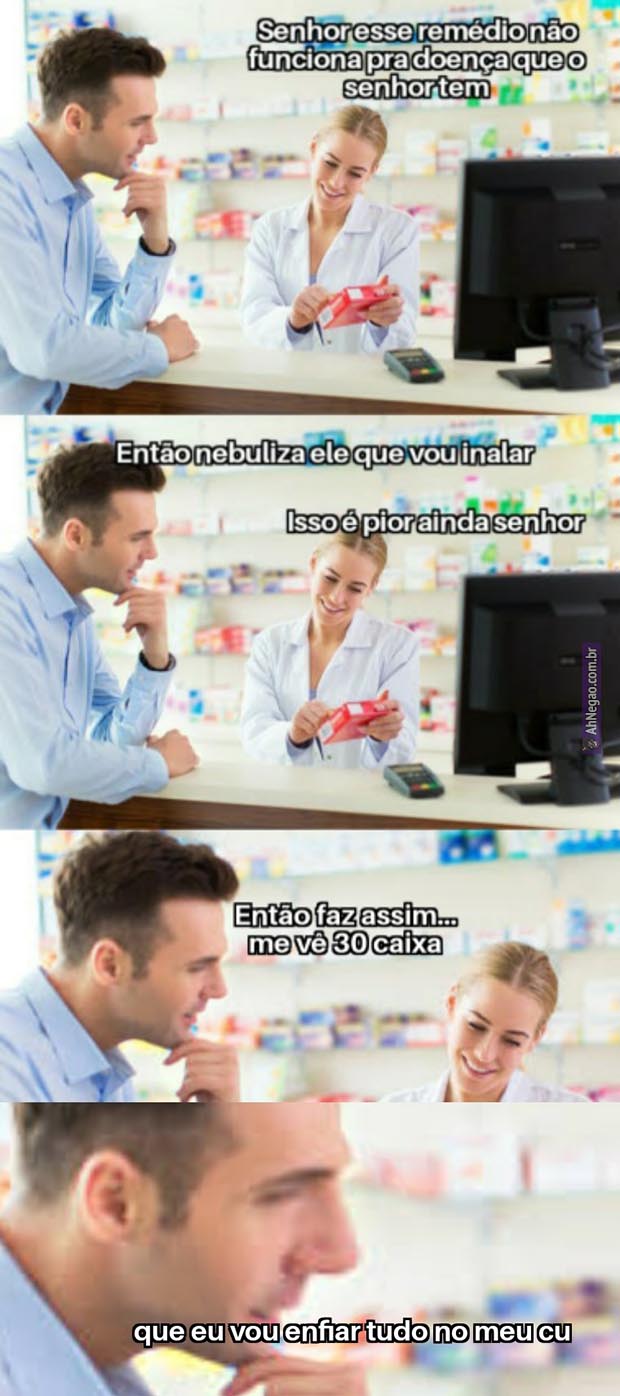 Senhor esse remédio não
funciona pra doença que o
senhor tem
Então nebuliza ele que vou inalar
Isso é pior ainda senhor
AhNegao.com.br
Então faz assim...
me vê 30 caixa
que eu vou enfiar tudo no meu cu